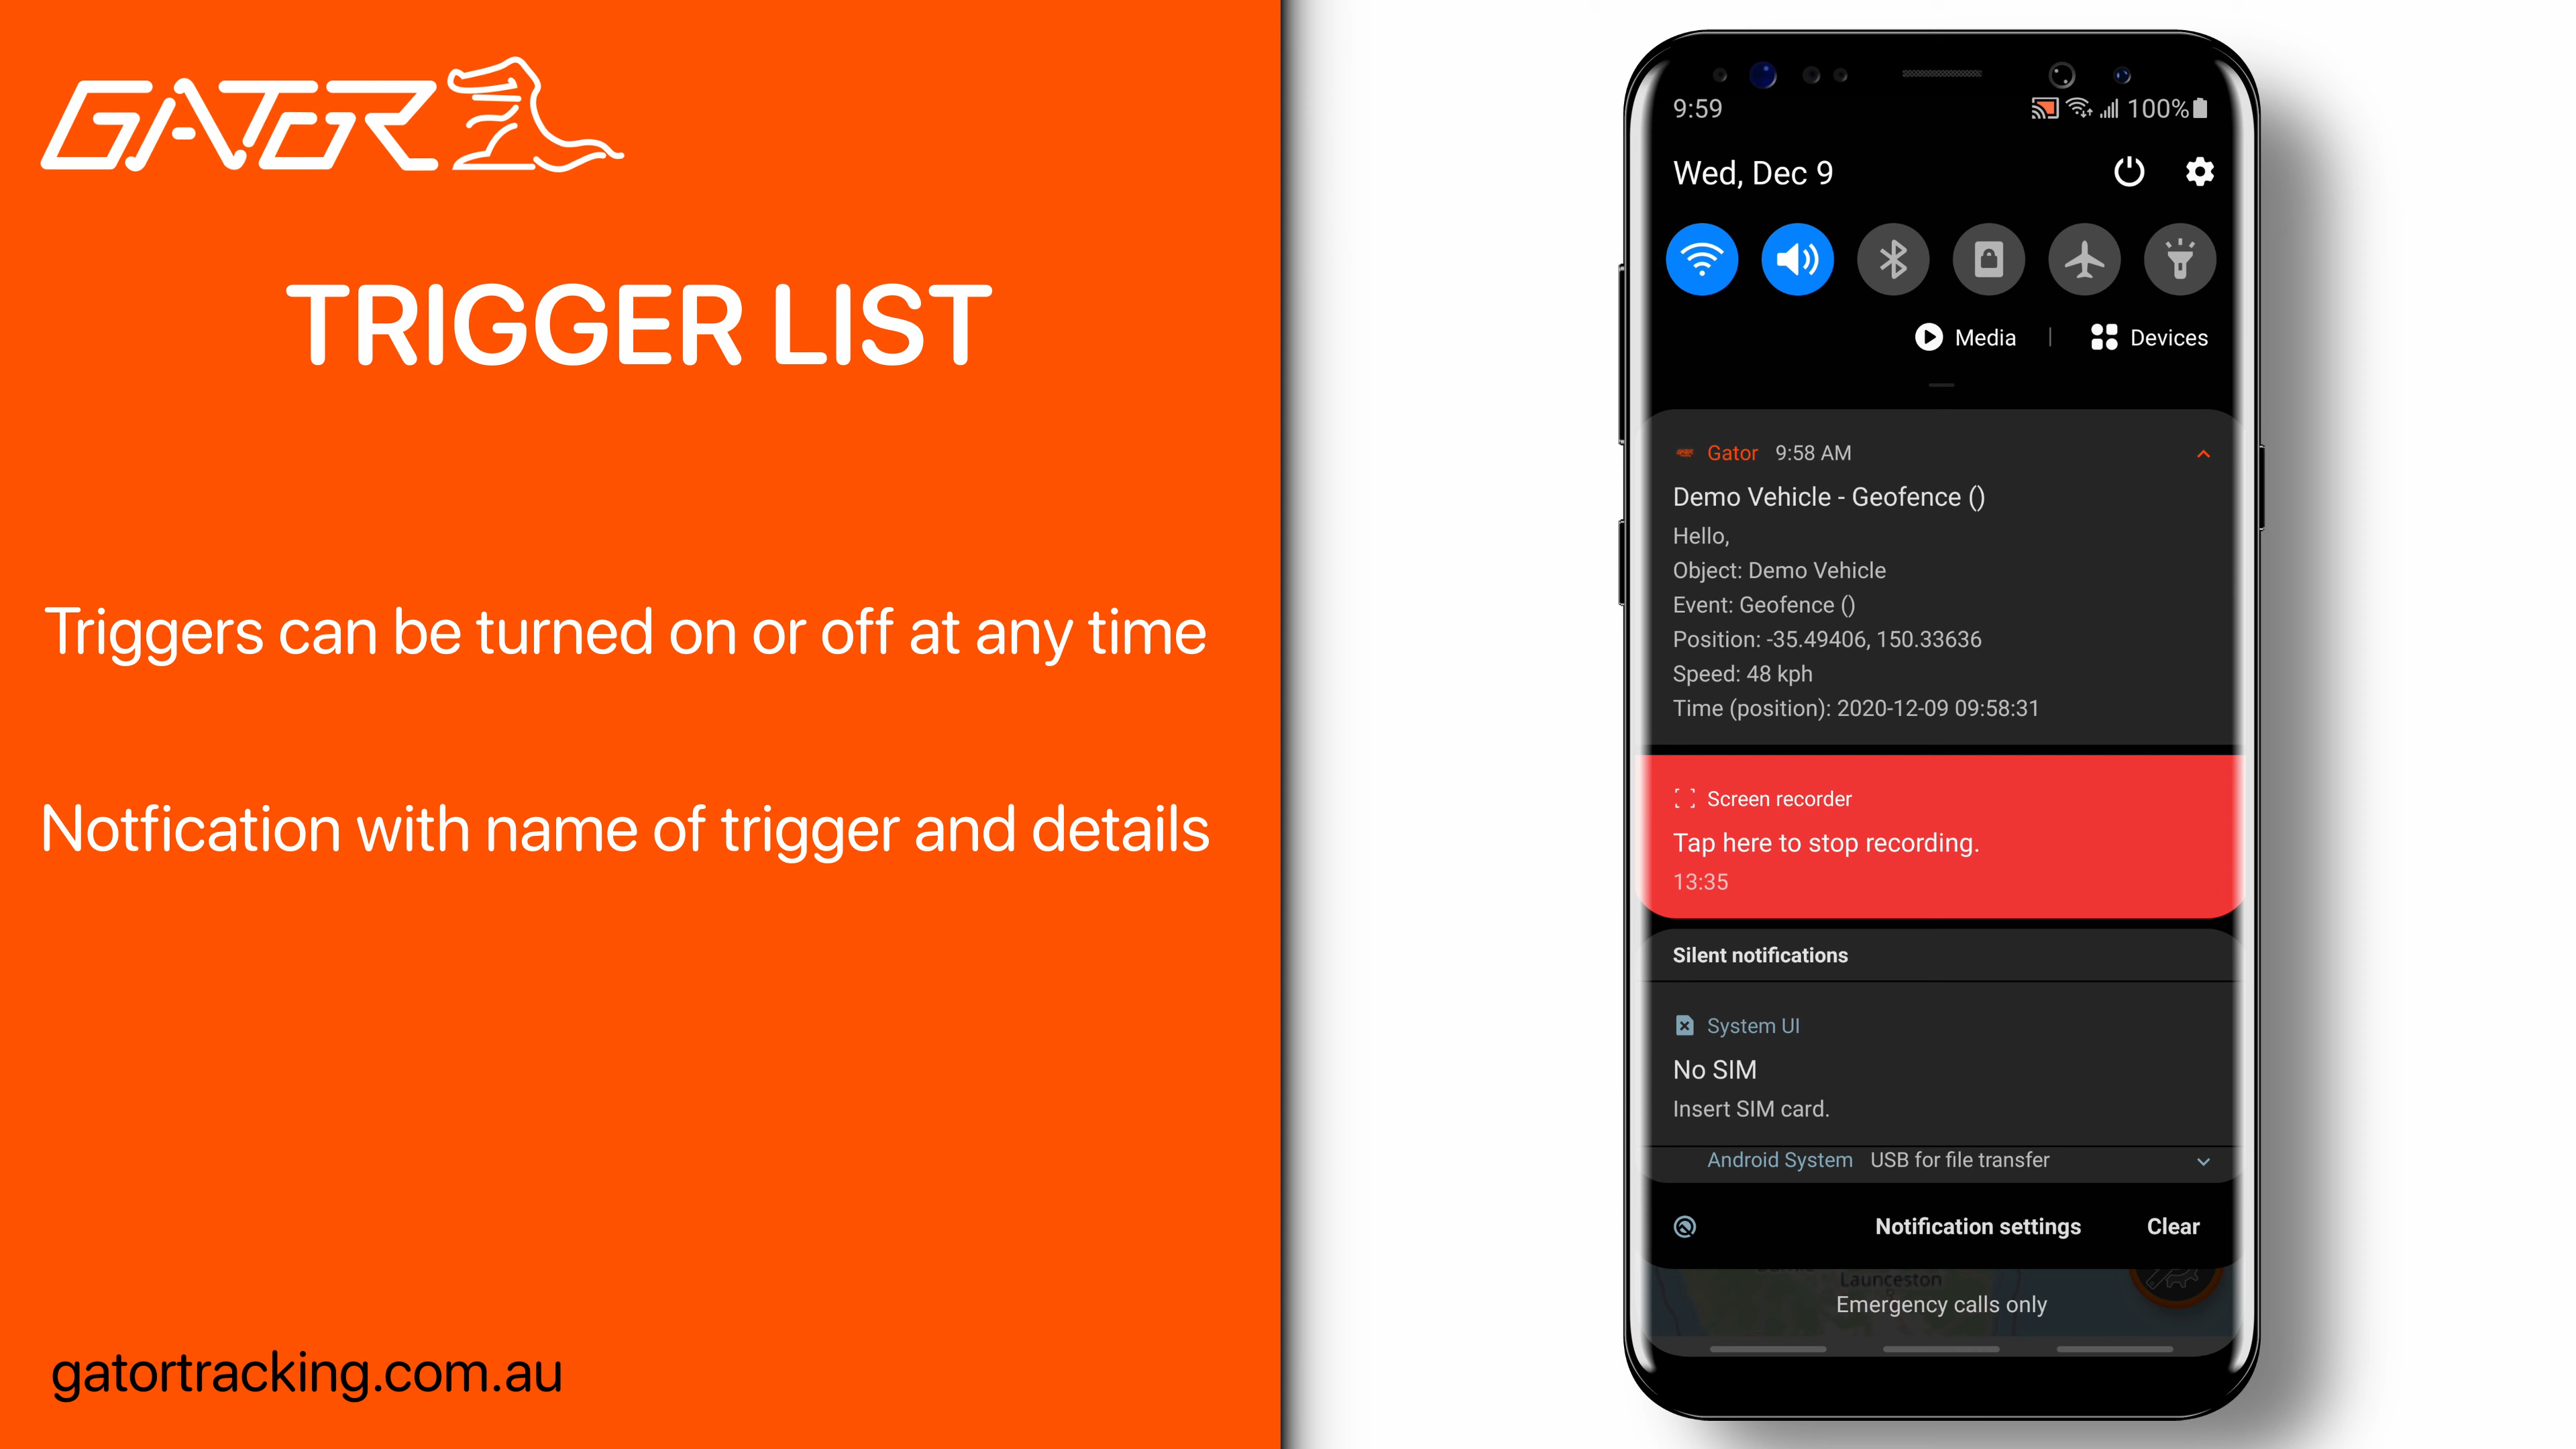 GATOR
TRIGGER LIST
Triggers can be turned on or off at any time
Notfication with name of trigger and details
gatortracking.com.au
9:59
100%
Wed, Dec 9
Media | Devices
Gator 9:58 AM
Demo Vehicle - Geofence ()
Hello,
Object: Demo Vehicle
Event: Geofence ()
Position: -35.49406, 150.33636
Speed: 48 kph
Time (position): 2020-12-09 09:58:31
Screen recorder
Tap here to stop recording.
13:35
Silent notifications
System UI
No SIM
Insert SIM card.
Android System USB for file transfer
Notification settings Clear
Launceston
Emergency calls only